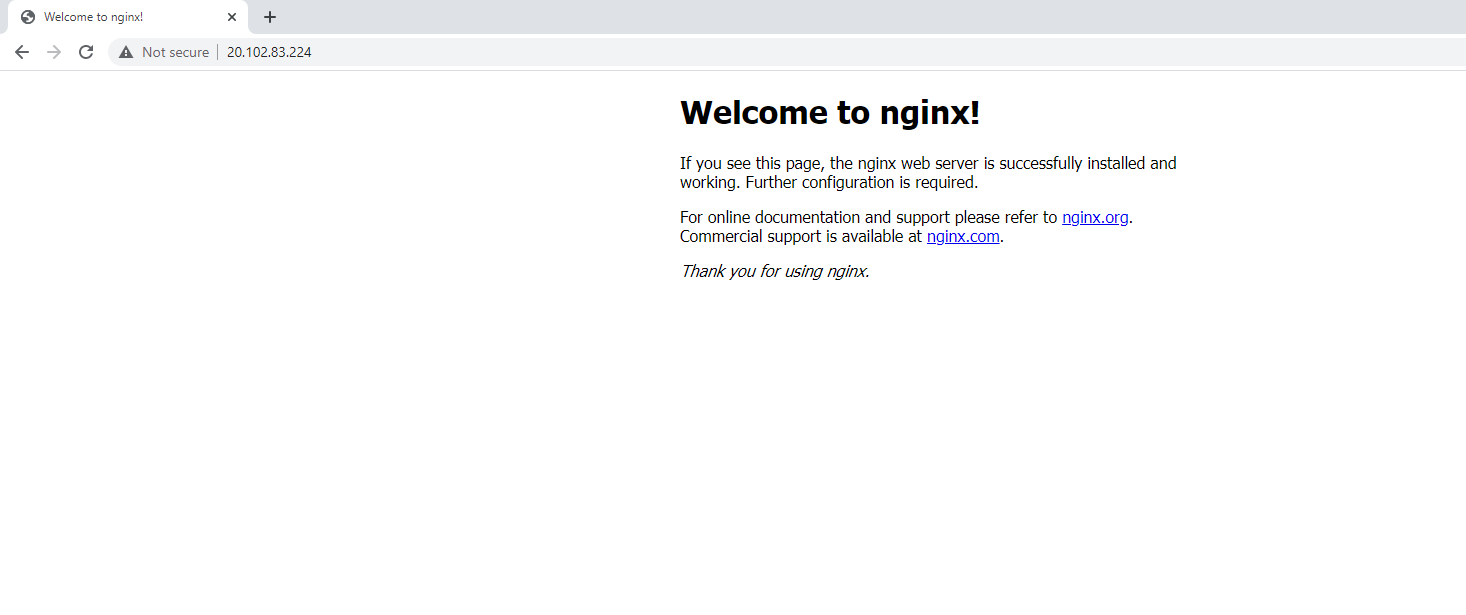 Welcome to nginx!
Not secure
20.102.83.224
Welcome to nginx!
If you see this page, the nginx web server is successfully installed and
working. Further configuration is required.
For online documentation and support please refer to nginx.org.
Commercial support is available at nginx.com.
Thank you for using nginx.